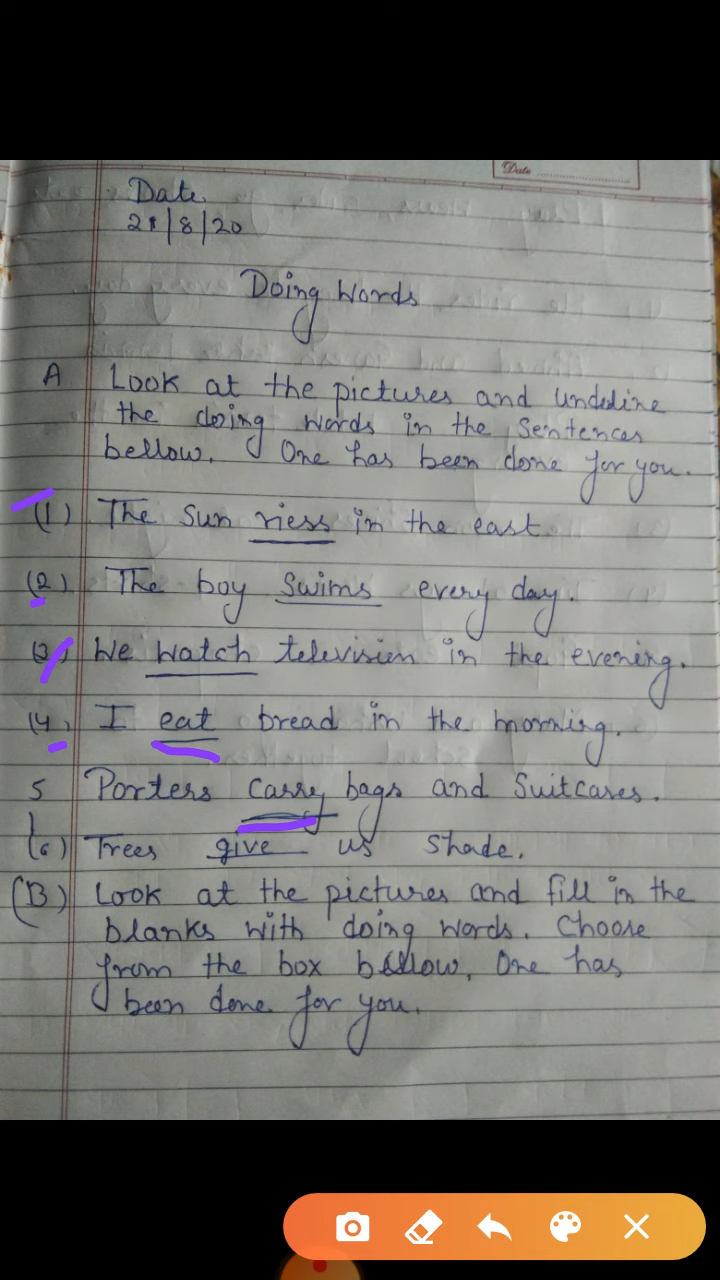 Date
Date
21/8/20
Doing Words
A Look at the pictures and undeline
the doing words in the sentences
bellow. One has been done for you.
(1) The Sun riess in the east.
(2) The boy Swims every day.
(3) We watch television in the evening.
(4) I eat bread in the morning.
5 Porters carry bags and Suitcases.
(6) Trees give us shade.
(B) Look at the pictures and fill in the
blanks with doing words. Choose
from the box bellow. One has
been done for you.